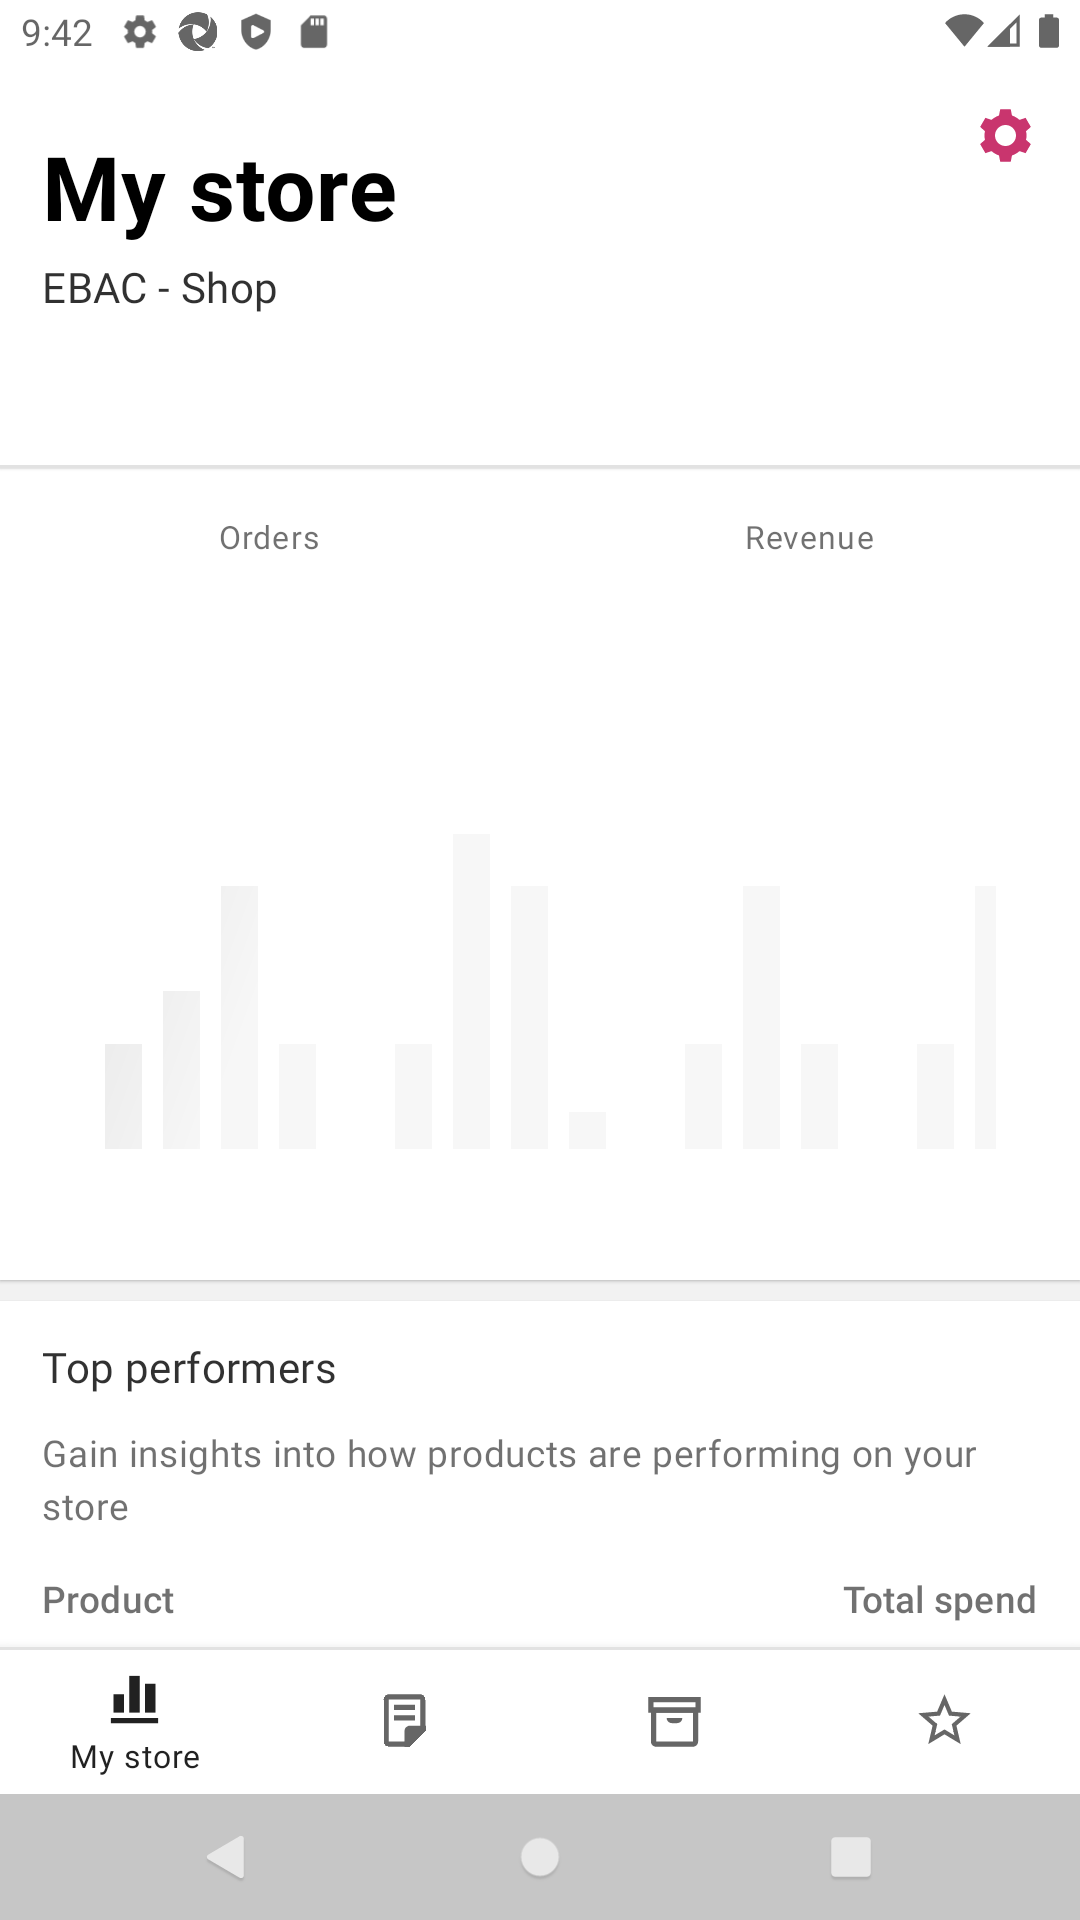 9:42
My store
EBAC - Shop
Orders
Revenue
Top performers
Gain insights into how products are performing on your
store
Product
Total spend
My store